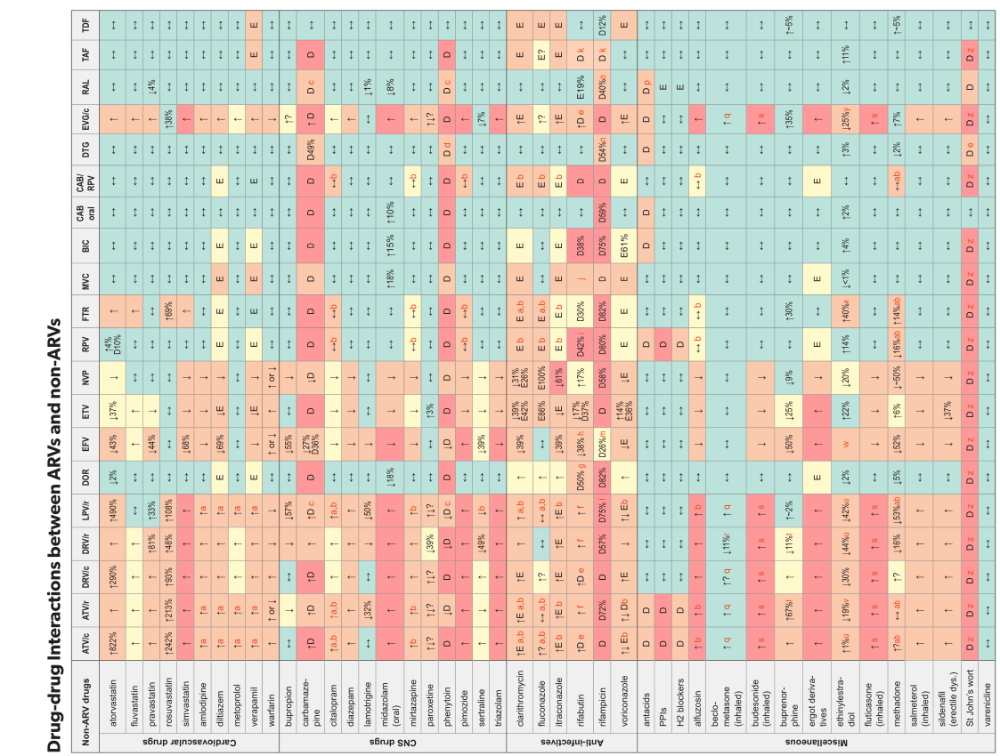 Drug-drug Interactions between ARVs and non-ARVs
Non-ARV drugs ATV/c ATV/r DRV/c DRV/r LPV/r DOR EFV ETV NVP RPV FTR MVC BIC CAB oral CAB/RPV DTG EVG/c RAL TAF TDF
Cardiovascular drugs
atorvastatin ↑822% ↑ ↑290% ↑ ↑490% ↓2% ↓43% ↓37% ↓ ↑4% D10% ↑ ↔ ↔ ↔ ↔ ↔ ↑ ↔ ↔ ↔
fluvastatin ↑ ↑ ↑ ↑ ↔ ↔ ↑ ↑ ↔ ↔ ↑ ↔ ↔ ↔ ↔ ↔ ↑ ↔ ↔ ↔
pravastatin ↑ ↑ ↑ ↑81% ↑33% ↔ ↓44% ↓ ↔ ↔ ↔ ↔ ↔ ↔ ↔ ↔ ↑ ↓4% ↔ ↔
rosuvastatin ↑242% ↑213% ↑93% ↑48% ↑108% ↔ ↔ ↔ ↔ ↔ ↑69% ↔ ↔ ↔ ↔ ↔ ↑38% ↔ ↔ ↔
simvastatin ↑ ↑ ↑ ↑ ↑ ↔ ↓68% ↓ ↓ ↔ ↑ ↔ ↔ ↔ ↔ ↔ ↑ ↔ ↔ ↔
amlodipine ↑a ↑a ↑ ↑ ↑a ↔ ↓ ↓ ↓ ↔ ↔ ↔ ↔ ↔ ↔ ↔ ↑ ↔ ↔ ↔
diltiazem ↑a ↑a ↑ ↑ ↑a E ↓69% ↓E ↓ E E E E ↔ E ↔ ↑ ↔ ↔ ↔
metoprolol ↑a ↑a ↑ ↑ ↑a ↔ ↔ ↔ ↔ ↔ ↔ ↔ ↔ ↔ ↔ ↔ ↑ ↔ ↔ ↔
verapamil ↑a ↑a ↑ ↑ ↑a E ↓ ↓E ↓ E E E E ↔ E ↔ ↑ ↔ E E
warfarin ↑ ↑ or ↓ ↑ ↓ ↓ ↔ ↑ or ↓ ↑ ↑ or ↓ ↔ ↔ ↔ ↔ ↔ ↔ ↔ ↓ ↔ ↔ ↔
CNS drugs
bupropion ↔ ↓ ↔ ↓ ↓57% ↔ ↓55% ↔ ↓ ↔ ↔ ↔ ↔ ↔ ↔ ↔ ↑? ↔ ↔ ↔
carbamaze-
pine ↑D ↑D ↑D ↑ ↑D c D ↓27% D36% D ↓D D D D D D D D49% ↑D D c D D
citalopram ↑a,b ↑a,b ↑ ↑ ↑a,b ↔ ↓ ↓ ↓ ↔b ↔b ↔ ↔ ↔ ↔b ↔ ↑ ↔ ↔ ↔
diazepam ↑ ↑ ↑ ↑ ↑ ↔ ↓ ↑ ↓ ↔ ↔ ↔ ↔ ↔ ↔ ↔ ↑ ↔ ↔ ↔
lamotrigine ↔ ↓32% ↔ ↓ ↓50% ↔ ↓ ↔ ↔ ↔ ↔ ↔ ↔ ↔ ↔ ↔ ↔ ↓1% ↔ ↔
midazolam
(oral) ↑ ↑ ↑ ↑ ↑ ↓18% ↑ ↓ ↓ ↔ ↔ ↑18% ↑15% ↑10% ↔ ↔ ↑ ↓8% ↔ ↔
mirtazapine ↑b ↑b ↑ ↑ ↑b ↔ ↓ ↓ ↓ ↔b ↔b ↔ ↔ ↔ ↔b ↔ ↑ ↔ ↔ ↔
paroxetine ↑↓? ↑↓? ↑↓? ↓39% ↑↓? ↔ ↔ ↑3% ↔ ↔ ↔ ↔ ↔ ↔ ↔ ↔ ↑↓? ↔ ↔ ↔
phenytoin D ↓D D ↓D ↓D c D ↓D D D D D D D D D D d D D c D D
pimozide ↑b ↑b ↑ ↑ ↑b ↔ ↑ ↓ ↓ ↔b ↔b ↔ ↔ ↔ ↔b ↔ ↑ ↔ ↔ ↔
sertraline ↑ ↓ ↑ ↓49% ↓b ↔ ↓39% ↓ ↓ ↔ ↔ ↔ ↔ ↔ ↔ ↔ ↓7% ↔ ↔ ↔
triazolam ↑ ↑ ↑ ↑ ↑ ↔ ↓ ↓ ↓ ↔ ↔ ↔ ↔ ↔ ↔ ↔ ↑ ↔ ↔ ↔
Anti-infectives
clarithromycin ↑E a,b ↑E a,b ↑E ↑ ↑ a,b ↑ ↓39% ↓39% E42% ↓31% E26% E b E a,b E E ↔ E b ↔ ↑E ↔ E E
fluconazole ↑? a,b ↔ a,b ↑? ↔ ↔ a,b ↑ ↔ E86% E100% E b E a,b ↔ ↔ ↔ E b ↔ ↑? ↔ E? E
itraconazole ↑E b ↑E b ↑E ↑E ↑E b ↑ ↓39% ↓E ↓61% E b E b E E ↔ E b ↔ ↑E ↔ E E
rifabutin ↑D e ↑ f ↑D e ↑ f ↑ f D50% g ↓38% h ↓17% D37% ↑17% D42% i D30% j D38% ↔ D ↔ ↑D e E19% D k ↔
rifampicin D D72% D D57% D75% l D82% D26%m D D58% D80% D82% D D75% D59% D D54%n D D40%o D k D12%
voriconazole ↑↓ Eb ↑↓ Db ↑E ↓ ↑↓ Eb ↑ ↓E ↑14% E36% ↓E E E E E61% ↔ E ↔ ↑E ↔ ↔ E
Miscellaneous
antacids D D ↔ ↔ ↔ ↔ ↔ ↔ ↔ D ↔ ↔ D D ↔ D D D p ↔ ↔
PPIs D D ↔ ↔ ↔ ↔ ↔ ↔ ↔ D ↔ ↔ ↔ ↔ ↔ ↔ ↔ E ↔ ↔
H2 blockers D D ↔ ↔ ↔ ↔ ↔ ↔ ↔ D ↔ ↔ ↔ ↔ ↔ ↔ ↔ E ↔ ↔
alfuzosin ↑ b ↑ b ↑ ↑ ↑ b ↔ ↓ ↓ ↓ ↔ b ↔ b ↔ ↔ ↔ ↔ b ↔ ↑ ↔ ↔ ↔
beclo-
metasone
(inhaled) ↑ q ↑ q ↑? q ↓11%r ↑ q ↔ ↔ ↔ ↔ ↔ ↔ ↔ ↔ ↔ ↔ ↔ ↑ q ↔ ↔ ↔
budesonide
(inhaled) ↑ s ↑ s ↑ s ↑ s ↑ s ↔ ↓ ↓ ↓ ↔ ↔ ↔ ↔ ↔ ↔ ↔ ↑ s ↔ ↔ ↔
buprenor-
phine ↑ ↑67%t ↑ ↓11%t ↑~2% ↔ ↓50% ↓25% ↓9% ↔ ↑30% ↔ ↔ ↔ ↔ ↔ ↑35% ↔ ↔ ↑~5%
ergot deriva-
tives ↑ ↑ ↑ ↑ ↑ E ↑ ↑ ↓ E ↔ E ↔ ↔ E ↔ ↑ ↔ ↔ ↔
ethinylestra-
diol ↑1%u ↓19%v ↓30% ↓44%u ↓42%u ↓2% w ↑22% ↓20% ↑14% ↑40%x ↓<1% ↑4% ↑2% ↔ ↑3% ↓25%y ↓2% ↑11% ↔
fluticasone
(inhaled) ↑ s ↑ s ↑ s ↑ s ↑ s ↔ ↓ ↓ ↓ ↔ ↔ ↔ ↔ ↔ ↔ ↔ ↑ s ↔ ↔ ↔
methadone ↑?ab ↔ ab ↑? ↓16% ↓53%ab ↓5% ↓52% ↑6% ↓~50% ↓16%ab ↑14%ab ↔ ↔ ↔ ↔ab ↓2% ↑7% ↔ ↔ ↑~5%
salmeterol
(inhaled) ↑ ↑ ↑ ↑ ↑ ↔ ↓ ↓ ↓ ↔ ↔ ↔ ↔ ↔ ↔ ↔ ↑ ↔ ↔ ↔
sildenafil
(erectile dys.) ↑ ↑ ↑ ↑ ↑ ↔ ↓ ↓37% ↓ ↔ ↔ ↔ ↔ ↔ ↔ ↔ ↑ ↔ ↔ ↔
St John's wort D z D z D z D z D z D z D z D z D z D z D z D z D z D z D z D e D z D D z ↔
varenicline ↔ ↔ ↔ ↔ ↔ ↔ ↔ ↔ ↔ ↔ ↔ ↔ ↔ ↔ ↔ ↔ ↔ ↔ ↔ ↔